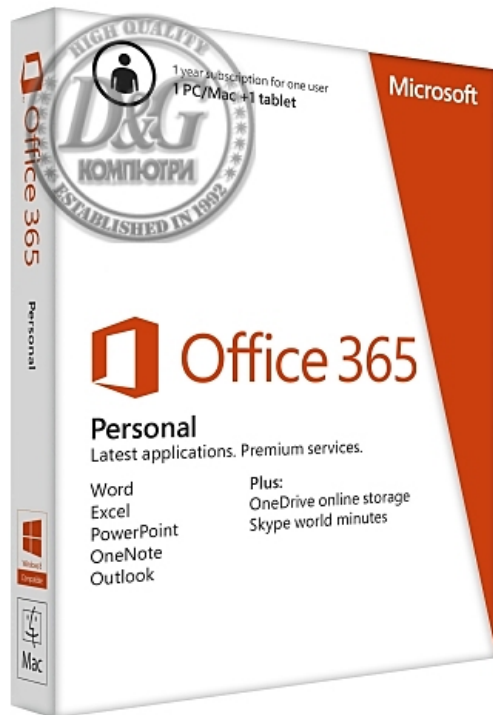 HIGH QUALITY
D&G
КОМПЮТРИ
ESTABLISHED IN 1992
1 year subscription for one user
1 PC/Mac +1 tablet
Microsoft
Office 365
Personal
Office 365
Personal
Latest applications. Premium services.
Word
Excel
PowerPoint
OneNote
Outlook
Plus:
OneDrive online storage
Skype world minutes
Mac